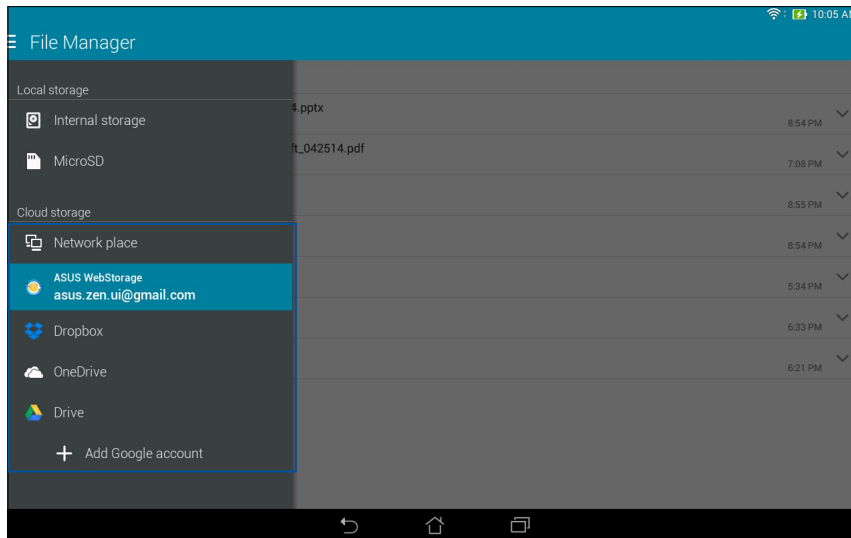 10:05 AM
File Manager
Local storage
4.pptx
Internal storage
8:54 PM
ft_042514.pdf
MicroSD
7:08 PM
8:55 PM
Cloud storage
Network place
8:54 PM
ASUS WebStorage
asus.zen.ui@gmail.com
5:34 PM
Dropbox
6:33 PM
OneDrive
6:21 PM
Drive
Add Google account